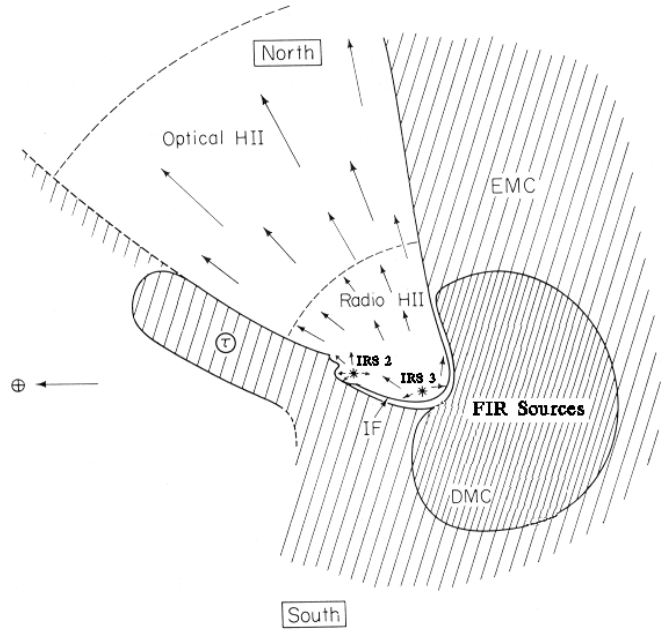 North
Optical HII
EMC
Radio HII
τ
IRS 2
IRS 3
FIR Sources
IF
DMC
South